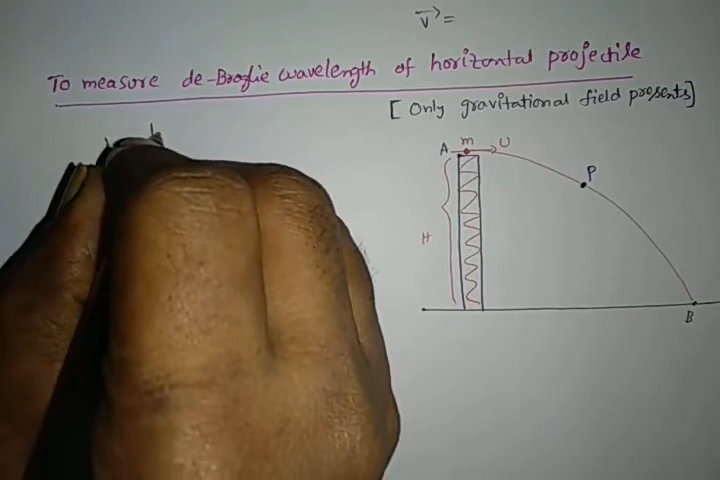 V =
To measure de-Broglie wavelength of horizontal projectile
[ Only gravitational field presents]
A m U
P
H
B